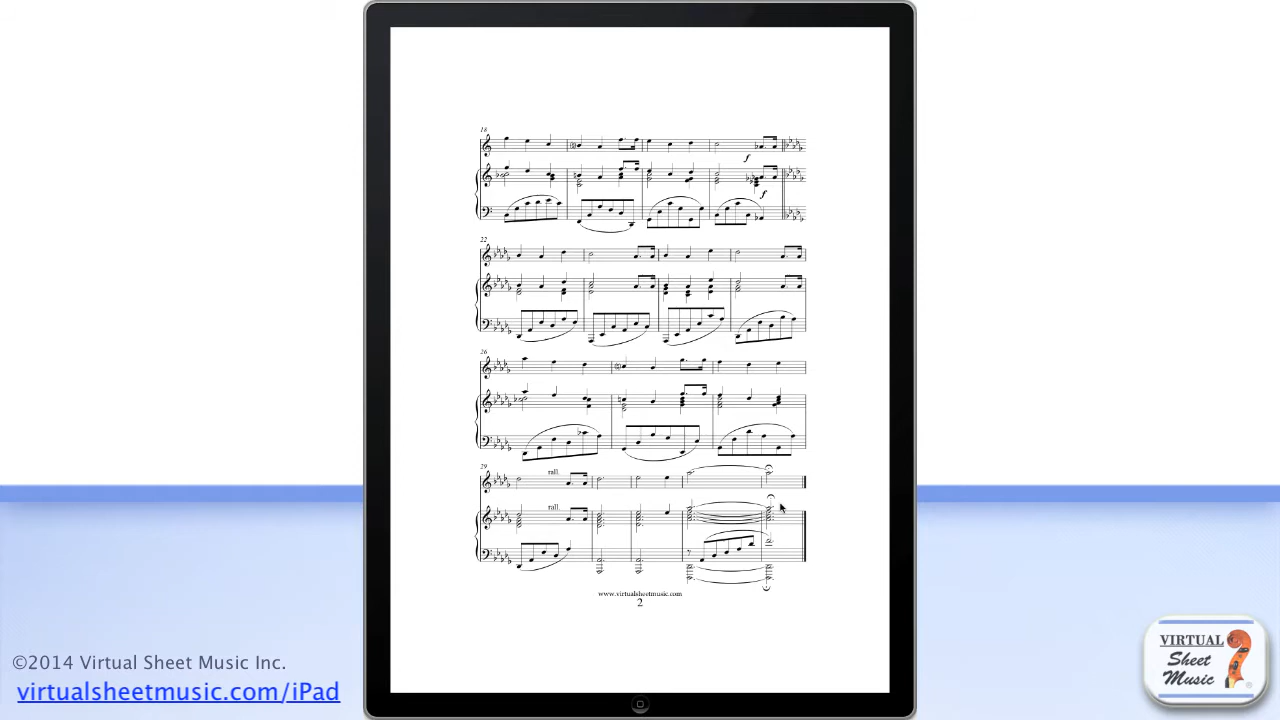 18
f
f
22
26
29
rall.
rall.
www.virtualsheetmusic.com
2
©2014 Virtual Sheet Music Inc.
virtualsheetmusic.com/iPad
VIRTUAL
Sheet
Music
®